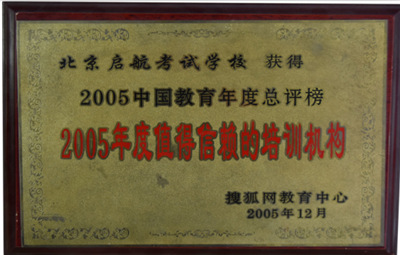 北京启航考试学校 获得
2005中国教育年度总评榜
2005年度值得信赖的培训机构
搜狐网教育中心
2005年12月